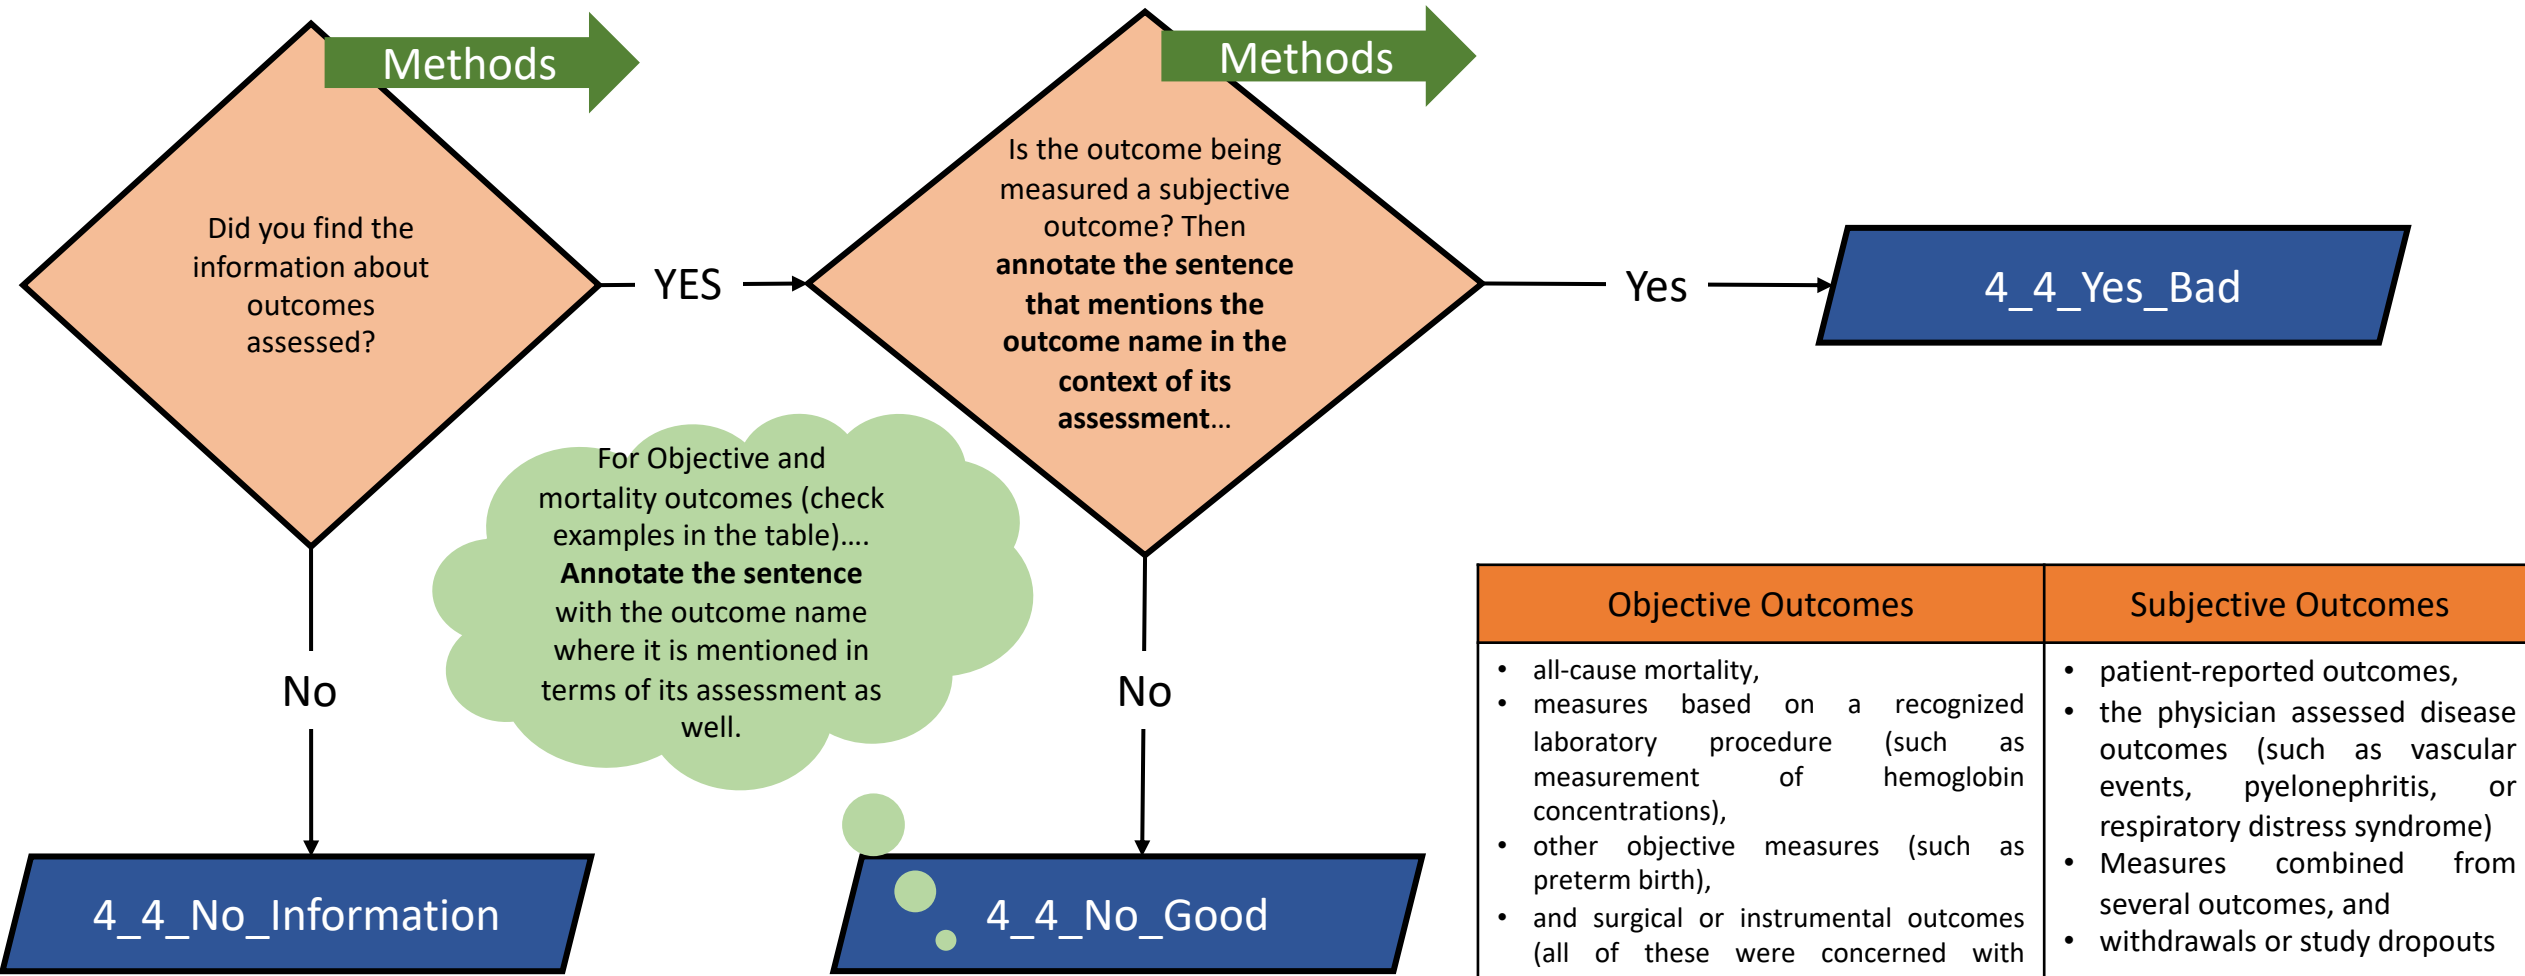 Methods
Did you find the
information about
outcomes
assessed?
YES
Methods
Is the outcome being
measured a subjective
outcome? Then
annotate the sentence
that mentions the
outcome name in the
context of its
assessment…
Yes
4_4_Yes_Bad
For Objective and
mortality outcomes (check
examples in the table)….
Annotate the sentence
with the outcome name
where it is mentioned in
terms of its assessment as
well.
No
No
4_4_No_Information
4_4_No_Good
Objective Outcomes
• all-cause mortality,
• measures based on a recognized
laboratory procedure (such as
measurement of hemoglobin
concentrations),
• other objective measures (such as
preterm birth),
• and surgical or instrumental outcomes
(all of these were concerned with
Subjective Outcomes
• patient-reported outcomes,
• the physician assessed disease
outcomes (such as vascular
events, pyelonephritis, or
respiratory distress syndrome)
• Measures combined from
several outcomes, and
• withdrawals or study dropouts